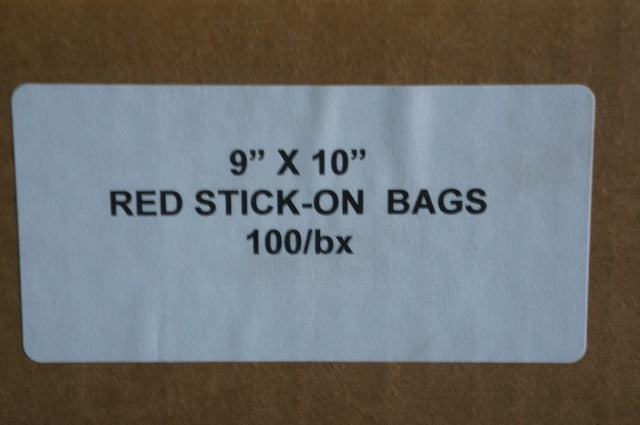 9” X 10”
RED STICK-ON BAGS
100/bx